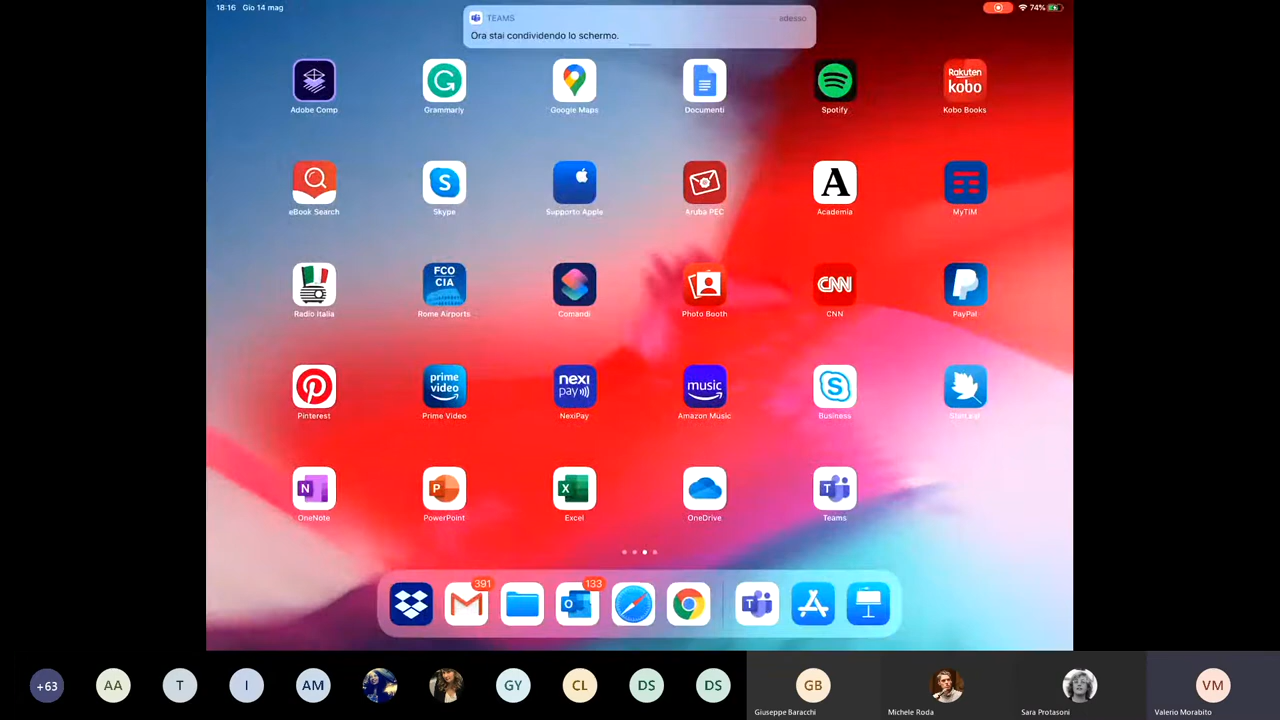 18:16 Gio 14 mag
TEAMS
adesso
Ora stai condividendo lo schermo.
74%
Rakuten
kobo
Adobe Comp
Grammarly
Google Maps
Documenti
Spotify
Kobo Books
A
eBook Search
Skype
Supporto Apple
Aruba PEC
Academia
MyTIM
FCO
CIA
CNN
Radio Italia
Rome Airports
Comandi
Photo Booth
CNN
PayPal
prime
video
nexi
pay
music
Pinterest
Prime Video
NexiPay
Amazon Music
Business
N
P
X
T
OneNote
PowerPoint
Excel
OneDrive
Teams
391
133
+63
AA
T
I
AM
GY
CL
DS
DS
GB
VM
Giuseppe Baracchi
Michele Roda
Sara Protasoni
Valerio Morabito